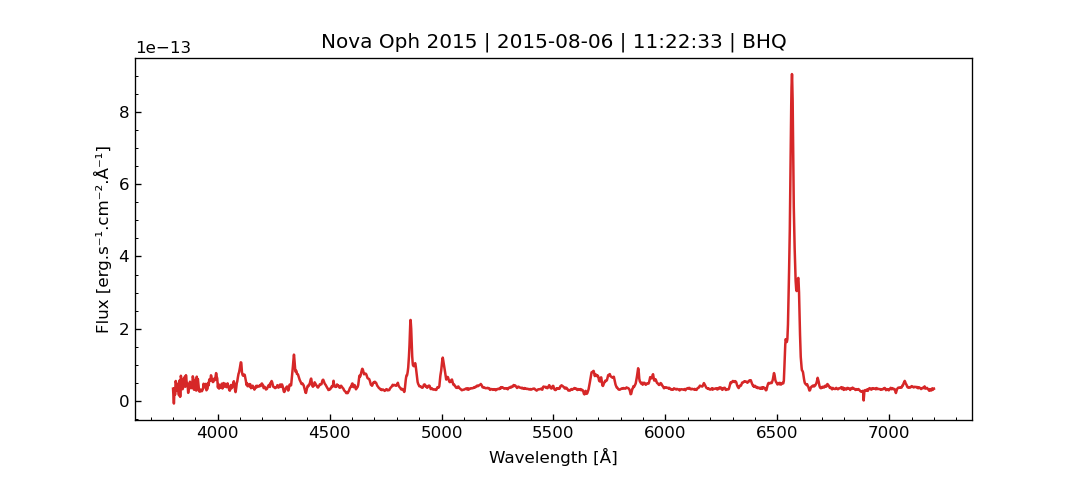 Nova Oph 2015 | 2015-08-06 | 11:22:33 | BHQ
1e−13
8
6
4
2
0
Flux [erg.s⁻¹.cm⁻².Å⁻¹]
4000 4500 5000 5500 6000 6500 7000
Wavelength [Å]